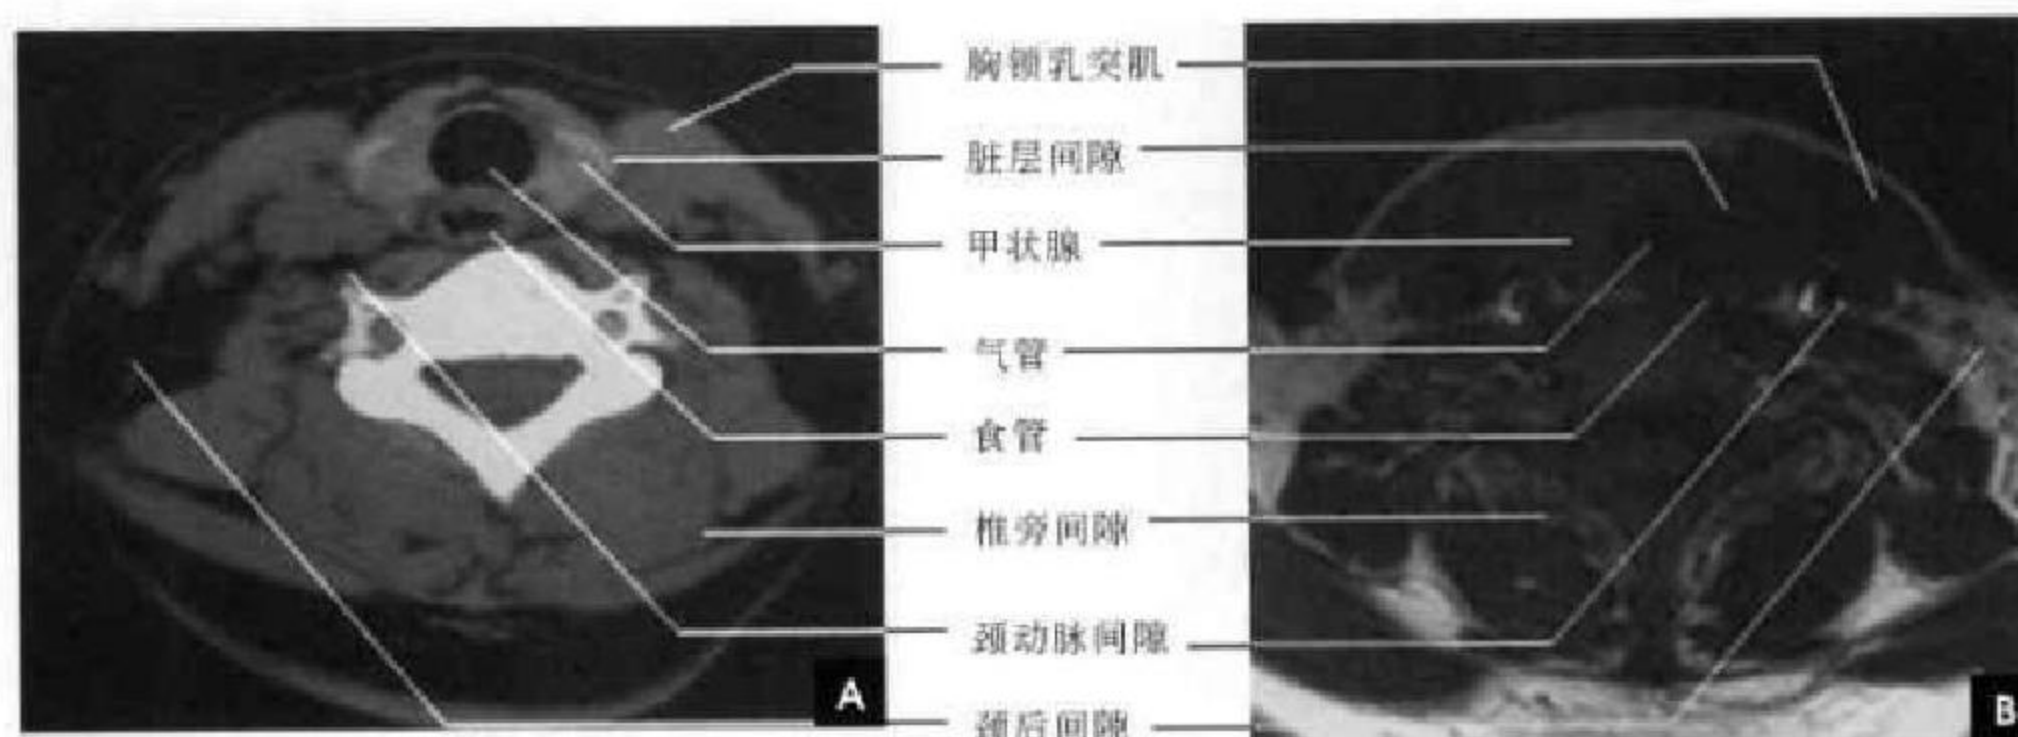 胸锁乳突肌
脏层间隙
甲状腺
气管
食管
椎旁间隙
颈动脉间隙
颈后间隙
A
B